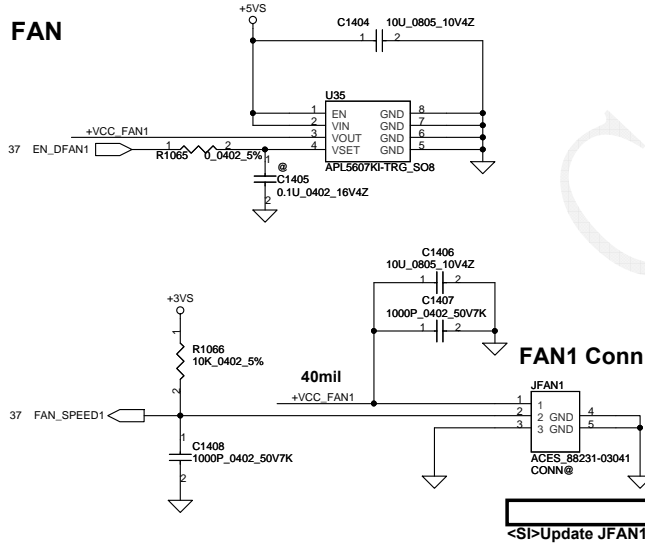 FAN
+5VS
C1404 10U_0805_10V4Z
1 2
U35
1 EN GND 8
2 VIN GND 7
3 VOUT GND 6
4 VSET GND 5
APL5607KI-TRG_SO8
+VCC_FAN1
37 EN_DFAN1
1 2
R1065 0_0402_5%
1
@
C1405
0.1U_0402_16V4Z
2
C1406
10U_0805_10V4Z
1 2
C1407
1000P_0402_50V7K
1 2
+3VS
1
R1066
10K_0402_5%
2
FAN1 Conn
40mil
+VCC_FAN1
JFAN1
1 1
2 2 GND 4
3 3 GND 5
ACES_88231-03041
CONN@
37 FAN_SPEED1
1
C1408
1000P_0402_50V7K
2
<SI>Update JFAN1